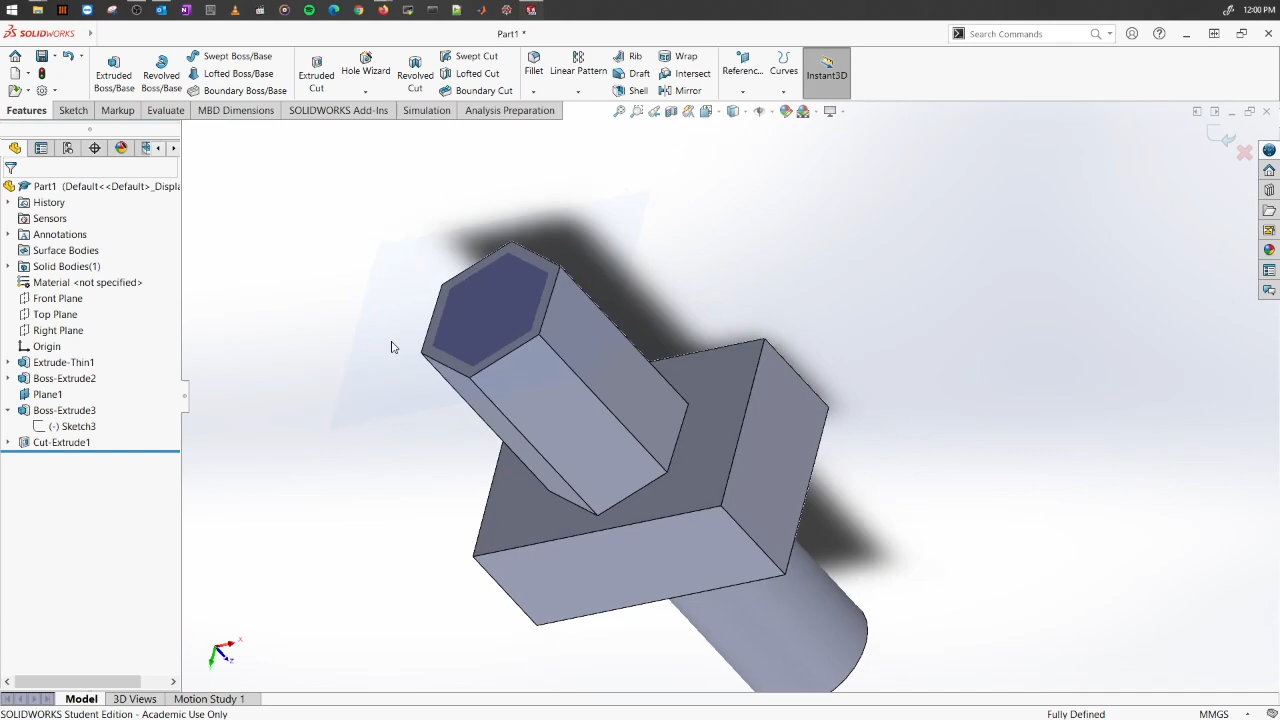 12:00 PM
SOLIDWORKS
Part1 *
Search Commands
Extruded Boss/Base
Revolved Boss/Base
Swept Boss/Base
Lofted Boss/Base
Boundary Boss/Base
Extruded Cut
Hole Wizard
Revolved Cut
Swept Cut
Lofted Cut
Boundary Cut
Fillet
Linear Pattern
Rib
Draft
Shell
Wrap
Intersect
Mirror
Referenc...
Curves
Instant3D
Features
Sketch
Markup
Evaluate
MBD Dimensions
SOLIDWORKS Add-Ins
Simulation
Analysis Preparation
Part1 (Default<<Default>_Displa
History
Sensors
Annotations
Surface Bodies
Solid Bodies(1)
Material <not specified>
Front Plane
Top Plane
Right Plane
Origin
Extrude-Thin1
Boss-Extrude2
Plane1
Boss-Extrude3
(-) Sketch3
Cut-Extrude1
X
Y
Z
Model
3D Views
Motion Study 1
SOLIDWORKS Student Edition - Academic Use Only
Fully Defined
MMGS